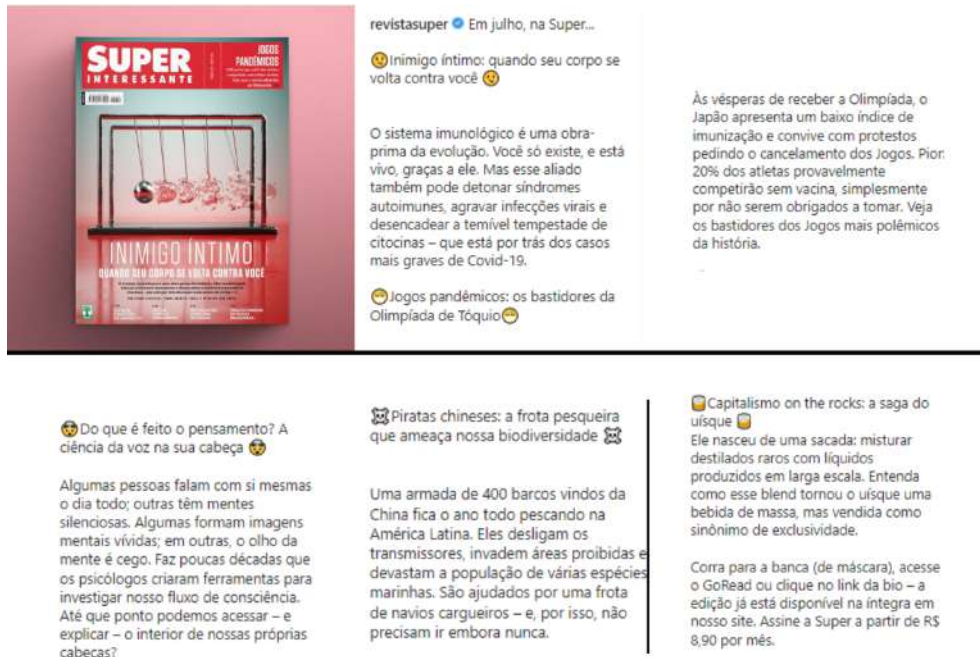 SUPER
INTERESSANTE
JOGOS
PANDÊMICOS
INIMIGO ÍNTIMO
QUANDO SEU CORPO SE VOLTA CONTRA VOCÊ
revistasuper Em julho, na Super...
😯Inimigo íntimo: quando seu corpo se
volta contra você 😯
O sistema imunológico é uma obra-
prima da evolução. Você só existe, e está
vivo, graças a ele. Mas esse aliado
também pode detonar síndromes
autoimunes, agravar infecções virais e
desencadear a temível tempestade de
citocinas – que está por trás dos casos
mais graves de Covid-19.
😷Jogos pandêmicos: os bastidores da
Olimpíada de Tóquio😷
Às vésperas de receber a Olimpíada, o
Japão apresenta um baixo índice de
imunização e convive com protestos
pedindo o cancelamento dos Jogos. Pior:
20% dos atletas provavelmente
competirão sem vacina, simplesmente
por não serem obrigados a tomar. Veja
os bastidores dos Jogos mais polêmicos
da história.
Do que é feito o pensamento? A
ciência da voz na sua cabeça
Algumas pessoas falam com si mesmas
o dia todo; outras têm mentes
silenciosas. Algumas formam imagens
mentais vívidas; em outras, o olho da
mente é cego. Faz poucas décadas que
os psicólogos criaram ferramentas para
investigar nosso fluxo de consciência.
Até que ponto podemos acessar – e
explicar – o interior de nossas próprias
cabeças?
☠Piratas chineses: a frota pesqueira
que ameaça nossa biodiversidade ☠
Uma armada de 400 barcos vindos da
China fica o ano todo pescando na
América Latina. Eles desligam os
transmissores, invadem áreas proibidas e
devastam a população de várias espécies
marinhas. São ajudados por uma frota
de navios cargueiros – e, por isso, não
precisam ir embora nunca.
🥃Capitalismo on the rocks: a saga do
uísque 🥃
Ele nasceu de uma sacada: misturar
destilados raros com líquidos
produzidos em larga escala. Entenda
como esse blend tornou o uísque uma
bebida de massa, mas vendida como
sinônimo de exclusividade.
Corra para a banca (de máscara), acesse
o GoRead ou clique no link da bio – a
edição já está disponível na íntegra em
nosso site. Assine a Super a partir de R$
8,90 por mês.